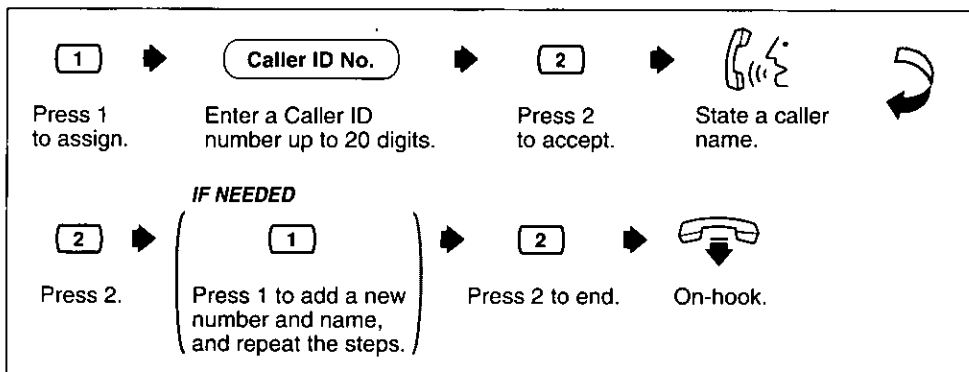 1
Caller ID No.
2
Press 1
to assign.
Enter a Caller ID
number up to 20 digits.
Press 2
to accept.
State a caller
name.
IF NEEDED
2
1
2
Press 2.
Press 1 to add a new
number and name,
and repeat the steps.
Press 2 to end.
On-hook.